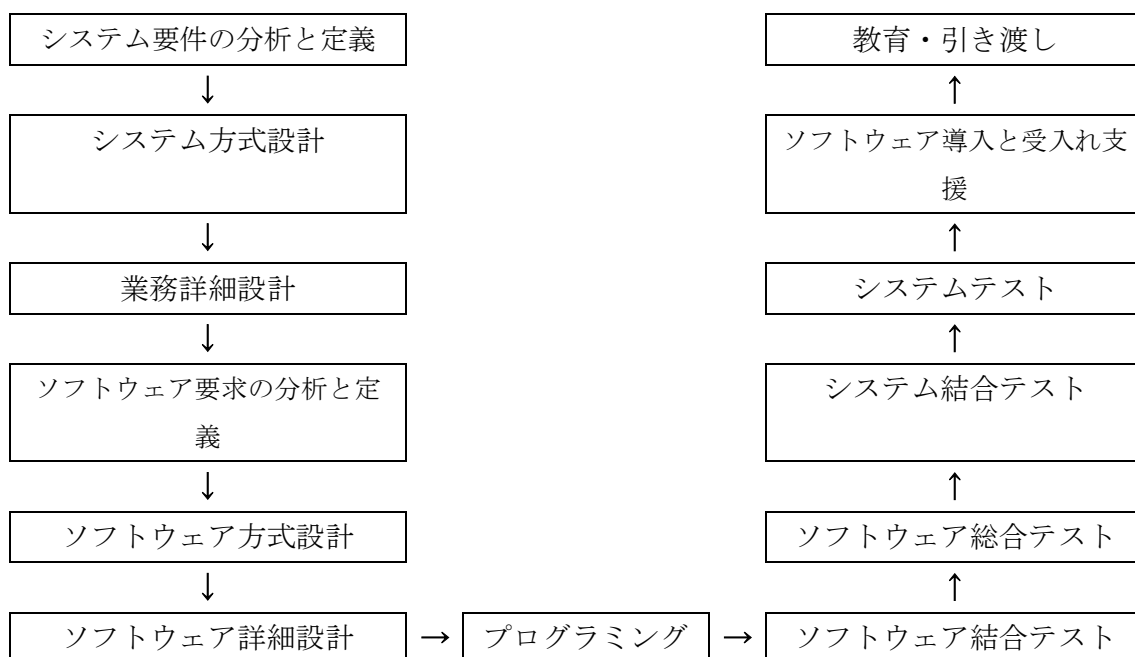 システム要件の分析と定義
↓
システム方式設計
↓
業務詳細設計
↓
ソフトウェア要求の分析と定
義
↓
ソフトウェア方式設計
↓
ソフトウェア詳細設計
→
プログラミング
→
ソフトウェア結合テスト
↑
ソフトウェア総合テスト
↑
システム結合テスト
↑
システムテスト
↑
ソフトウェア導入と受入れ支
援
↑
教育・引き渡し